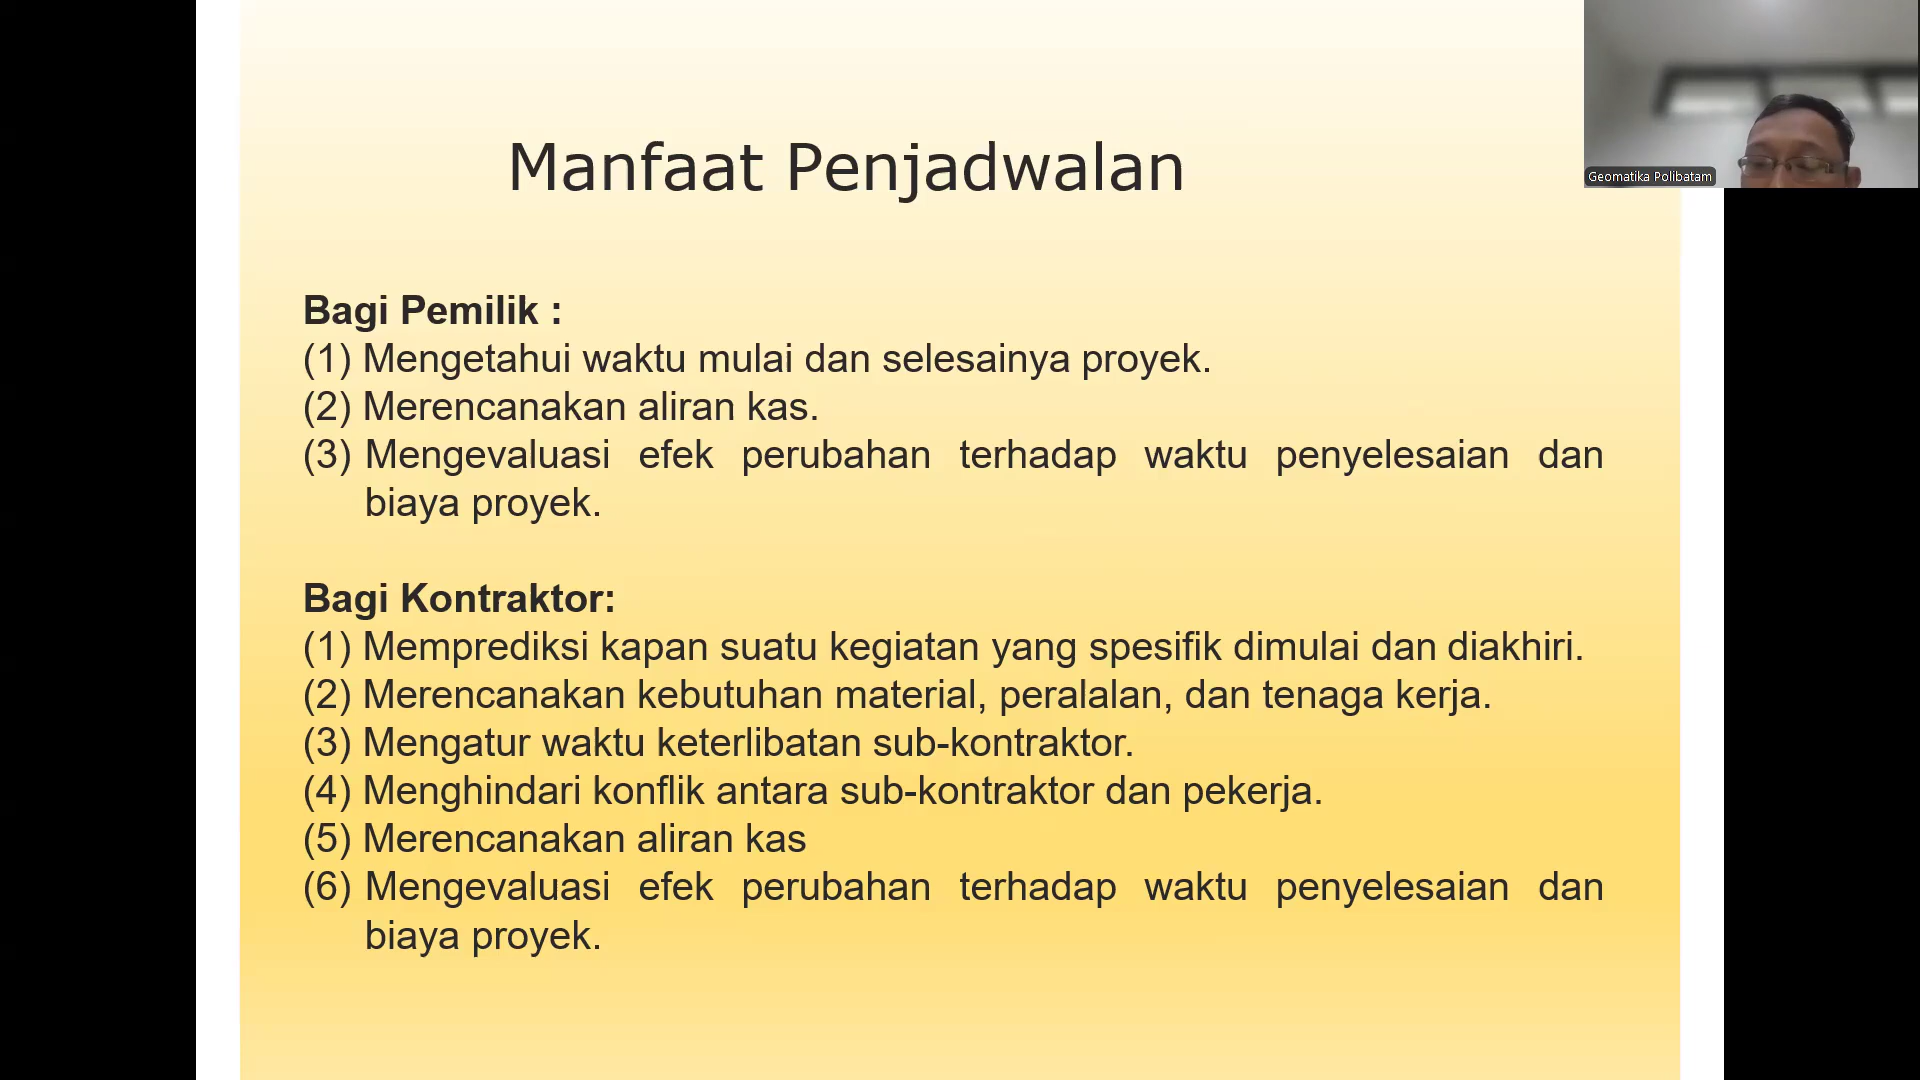 Manfaat Penjadwalan
Geomatika Polibatam
Bagi Pemilik :
(1) Mengetahui waktu mulai dan selesainya proyek.
(2) Merencanakan aliran kas.
(3) Mengevaluasi efek perubahan terhadap waktu penyelesaian dan
biaya proyek.
Bagi Kontraktor:
(1) Memprediksi kapan suatu kegiatan yang spesifik dimulai dan diakhiri.
(2) Merencanakan kebutuhan material, peralalan, dan tenaga kerja.
(3) Mengatur waktu keterlibatan sub-kontraktor.
(4) Menghindari konflik antara sub-kontraktor dan pekerja.
(5) Merencanakan aliran kas
(6) Mengevaluasi efek perubahan terhadap waktu penyelesaian dan
biaya proyek.